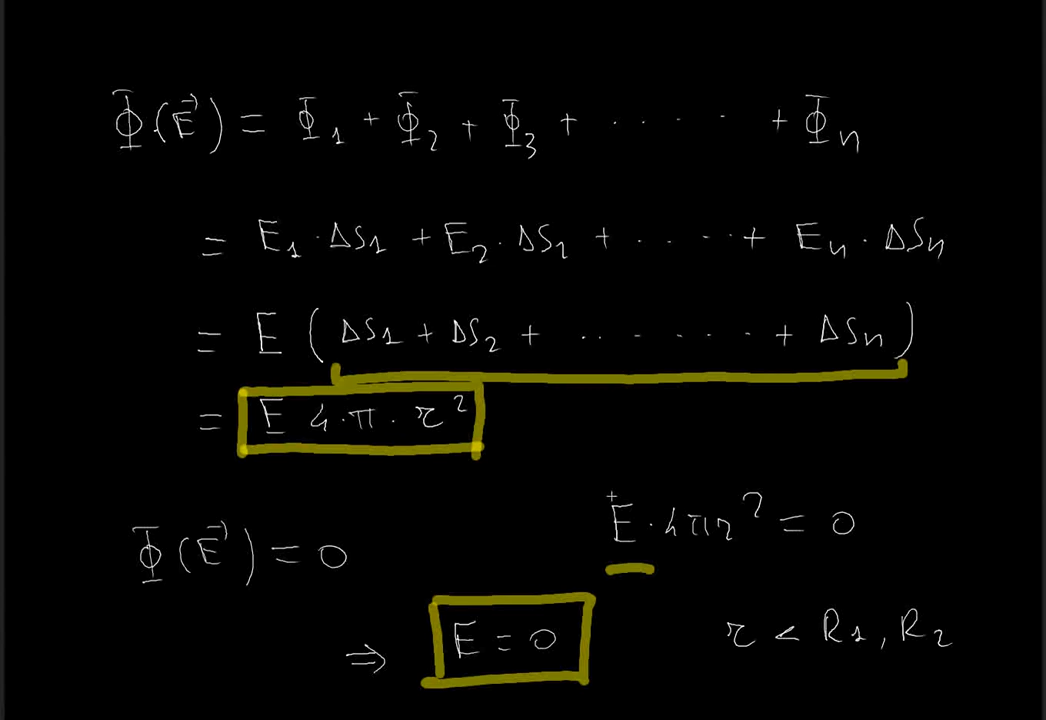 Φ(E⃗) = Φ₁ + Φ₂ + Φ₃ + ..... + Φₙ
= E₁ · ΔS₁ + E₂ · ΔS₂ + ..... + Eₙ · ΔSₙ
= E (ΔS₁ + ΔS₂ + ....... + ΔSₙ)
= E 4·π·r²
E · 4πr² = 0
Φ(E⃗) = 0
⇒ E = 0
r < R₁, R₂